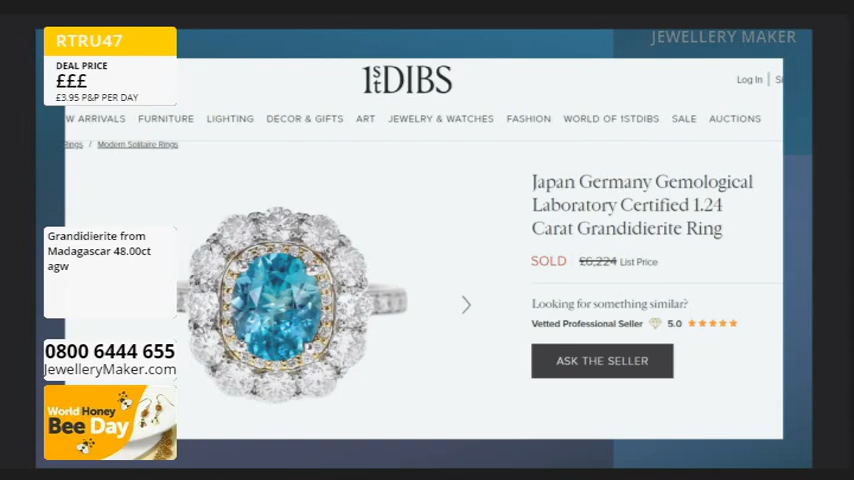 RTRU47
DEAL PRICE
£££
£3.95 P&P PER DAY
JEWELLERY MAKER
1stDIBS
Log In
W ARRIVALS FURNITURE LIGHTING DECOR & GIFTS ART JEWELRY & WATCHES FASHION WORLD OF 1STDIBS SALE AUCTIONS
Rings / Modern Solitaire Rings
Japan Germany Gemological
Laboratory Certified 1.24
Carat Grandidierite Ring
SOLD £6,224 List Price
Looking for something similar?
Vetted Professional Seller 5.0
ASK THE SELLER
Grandidierite from
Madagascar 48.00ct
agw
0800 6444 655
JewelleryMaker.com
World Honey
Bee Day